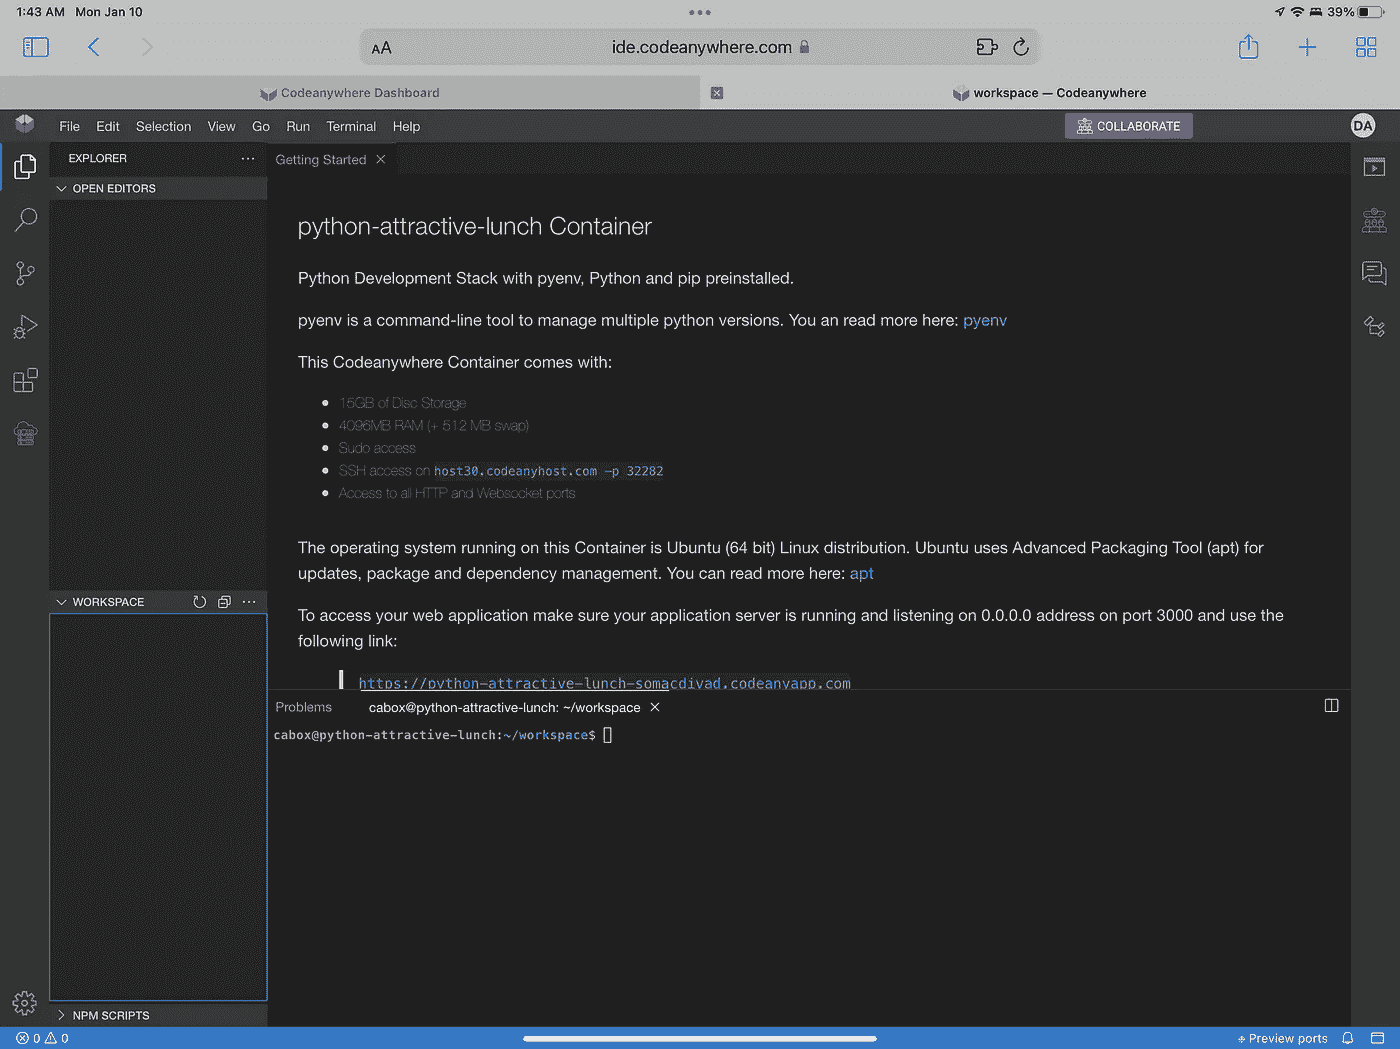 1:43 AM Mon Jan 10
39%
AA
ide.codeanywhere.com
Codeanywhere Dashboard
workspace — Codeanywhere
File Edit Selection View Go Run Terminal Help
COLLABORATE
DA
EXPLORER
Getting Started
OPEN EDITORS
python-attractive-lunch Container
Python Development Stack with pyenv, Python and pip preinstalled.
pyenv is a command-line tool to manage multiple python versions. You an read more here: pyenv
This Codeanywhere Container comes with:
15GB of Disc Storage
4096MB RAM (+ 512 MB swap)
Sudo access
SSH access on host30.codeanyhost.com -p 32282
Access to all HTTP and Websocket ports
The operating system running on this Container is Ubuntu (64 bit) Linux distribution. Ubuntu uses Advanced Packaging Tool (apt) for
updates, package and dependency management. You can read more here: apt
WORKSPACE
To access your web application make sure your application server is running and listening on 0.0.0.0 address on port 3000 and use the
following link:
https://python-attractive-lunch-somacdivad.codeanyapp.com
Problems
cabox@python-attractive-lunch: ~/workspace
cabox@python-attractive-lunch:~/workspace$
NPM SCRIPTS
0 0
Preview ports